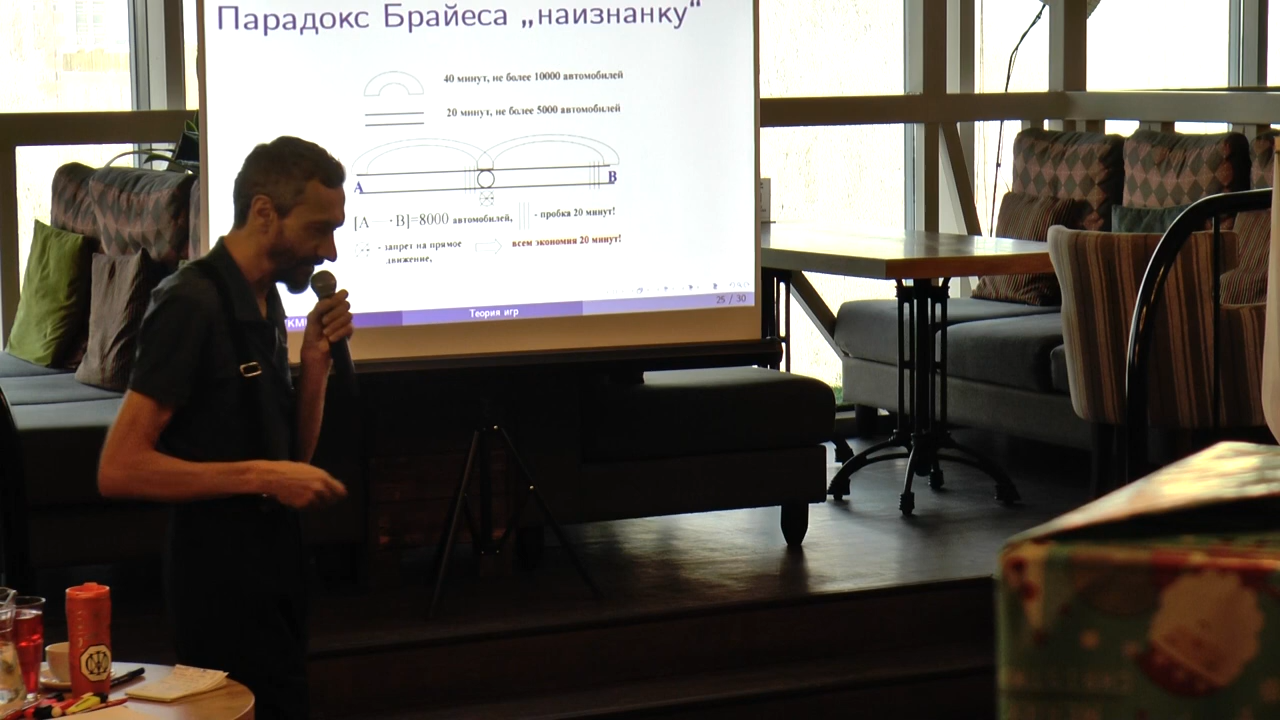 Парадокс Брайеса „наизнанку“
40 минут, не более 10000 автомобилей
20 минут, не более 5000 автомобилей
A
B
[A — · B]=8000 автомобилей,
- пробка 20 минут!
- запрет на прямое
движение,
всем экономия 20 минут!
Теория игр
25 / 30